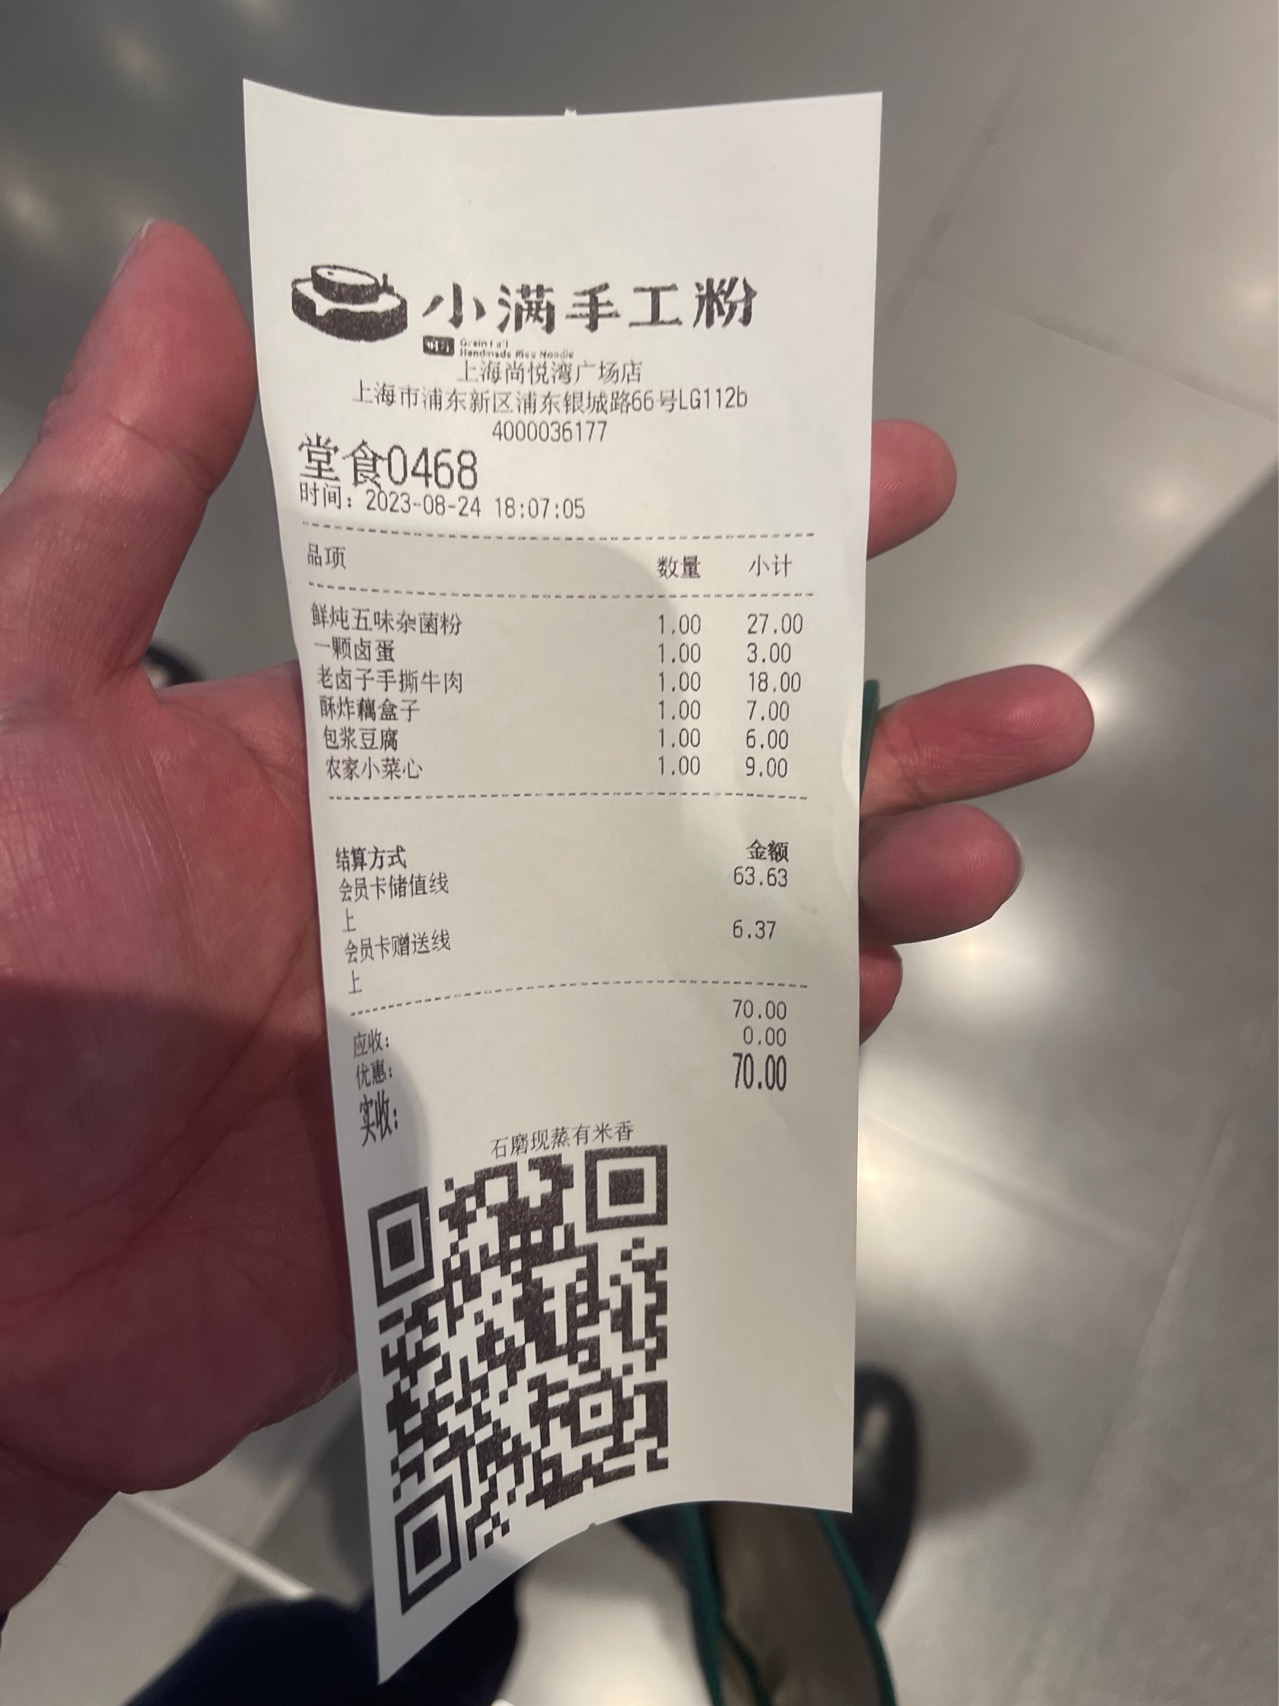 小满手工粉
Handmade Rice Noodle
上海尚悦湾广场店
上海市浦东新区浦东银城路66号LG112b
4000036177
堂食0468
时间：2023-08-24 18:07:05
品项 数量 小计
鲜炖五味杂菌粉 1.00 27.00
一颗卤蛋 1.00 3.00
老卤子手撕牛肉 1.00 18.00
酥炸藕盒子 1.00 7.00
包浆豆腐 1.00 6.00
农家小菜心 1.00 9.00
结算方式 金额
会员卡储值线 63.63
上
会员卡赠送线 6.37
上
应收: 70.00
优惠: 0.00
实收: 70.00
石磨现蒸有米香